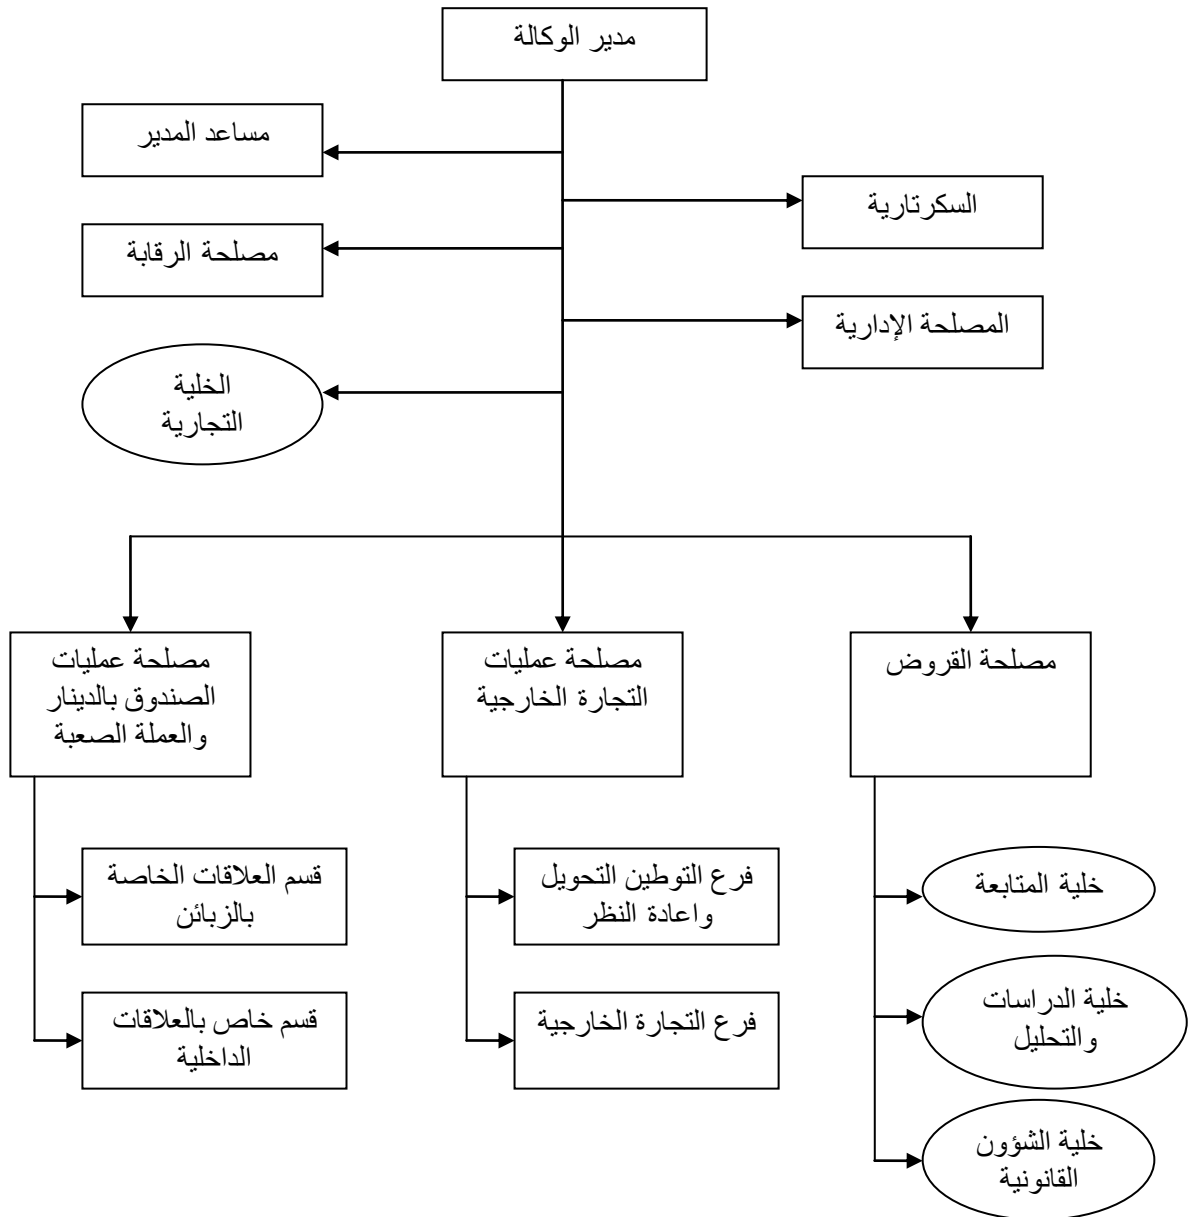 مدير الوكالة
مساعد المدير
السكرتارية
مصلحة الرقابة
المصلحة الإدارية
الخلية
التجارية
مصلحة القروض
مصلحة عمليات
التجارة الخارجية
مصلحة عمليات
الصندوق بالدينار
والعملة الصعبة
خلية المتابعة
خلية الدراسات
والتحليل
خلية الشؤون
القانونية
فرع التوطين التحويل
واعادة النظر
فرع التجارة الخارجية
قسم العلاقات الخاصة
بالزبائن
قسم خاص بالعلاقات
الداخلية